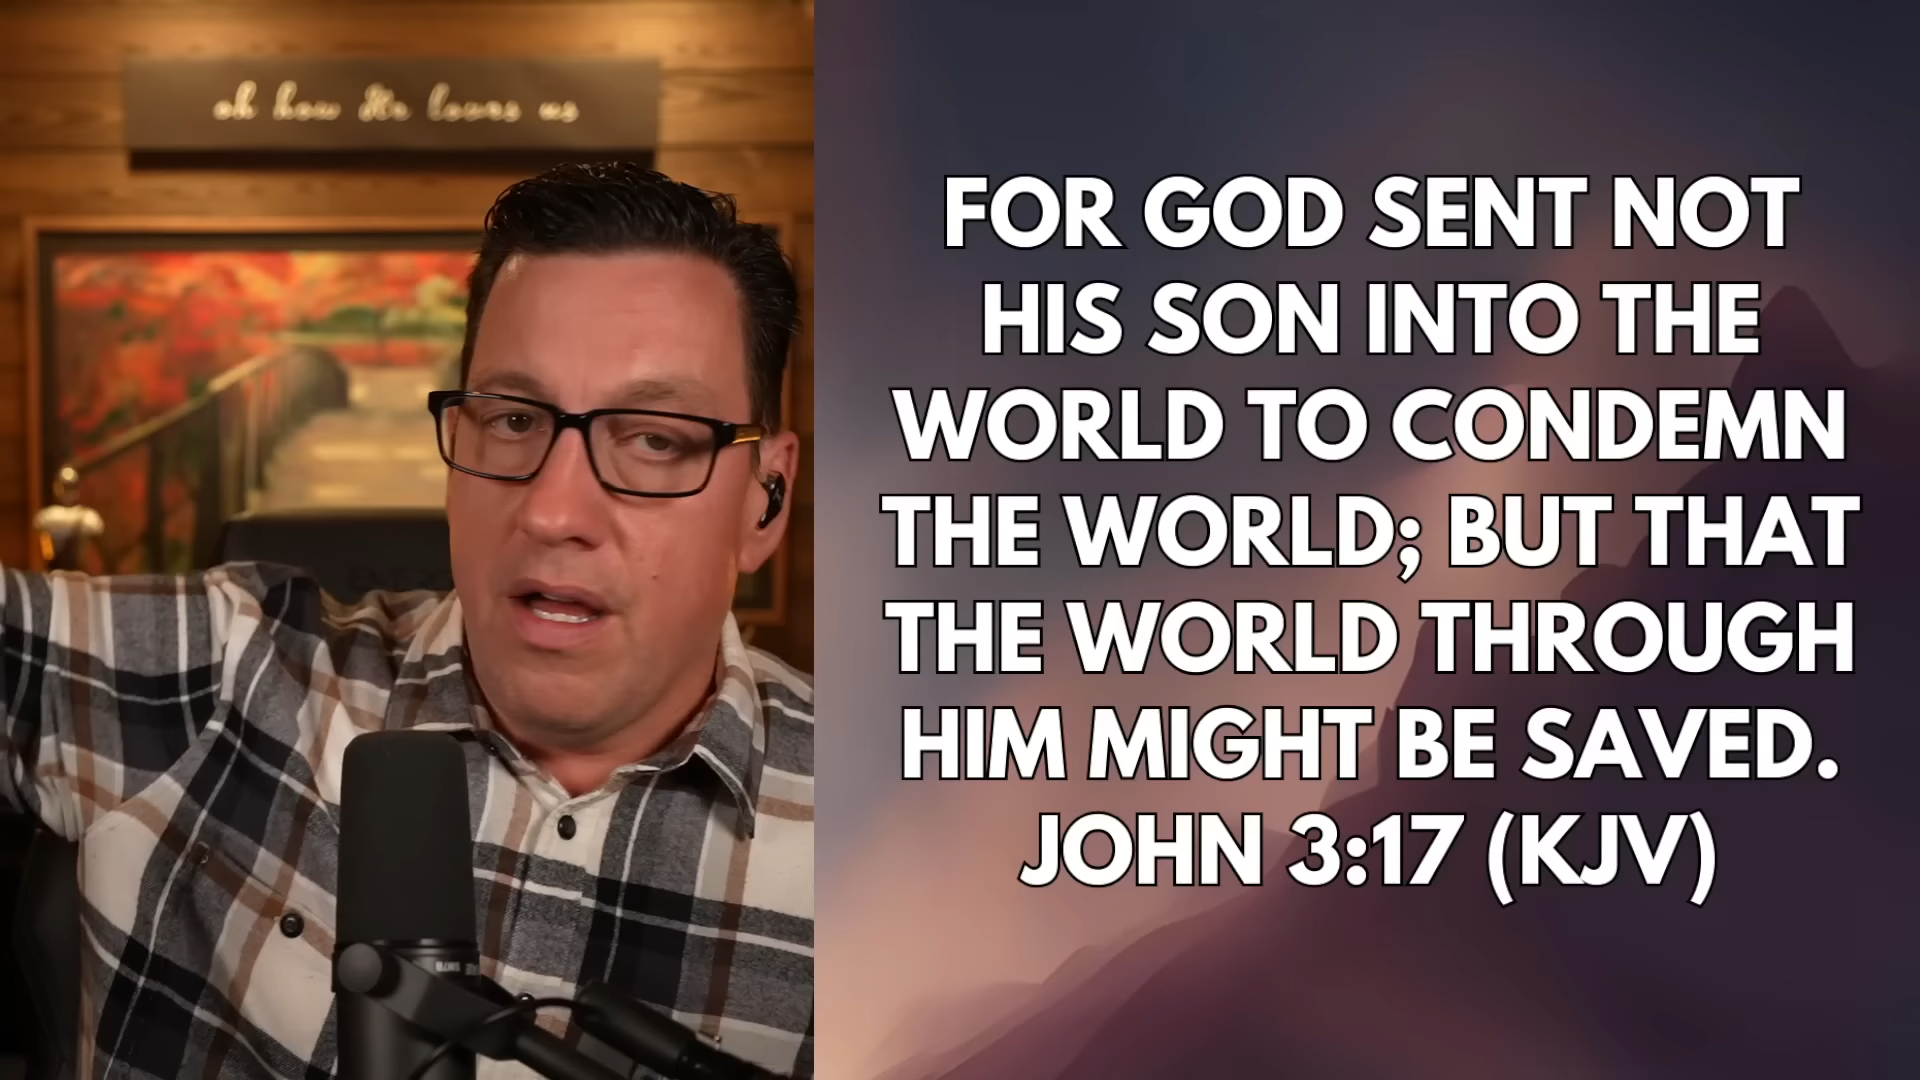 oh how He loves us
FOR GOD SENT NOT
HIS SON INTO THE
WORLD TO CONDEMN
THE WORLD; BUT THAT
THE WORLD THROUGH
HIM MIGHT BE SAVED.
JOHN 3:17 (KJV)